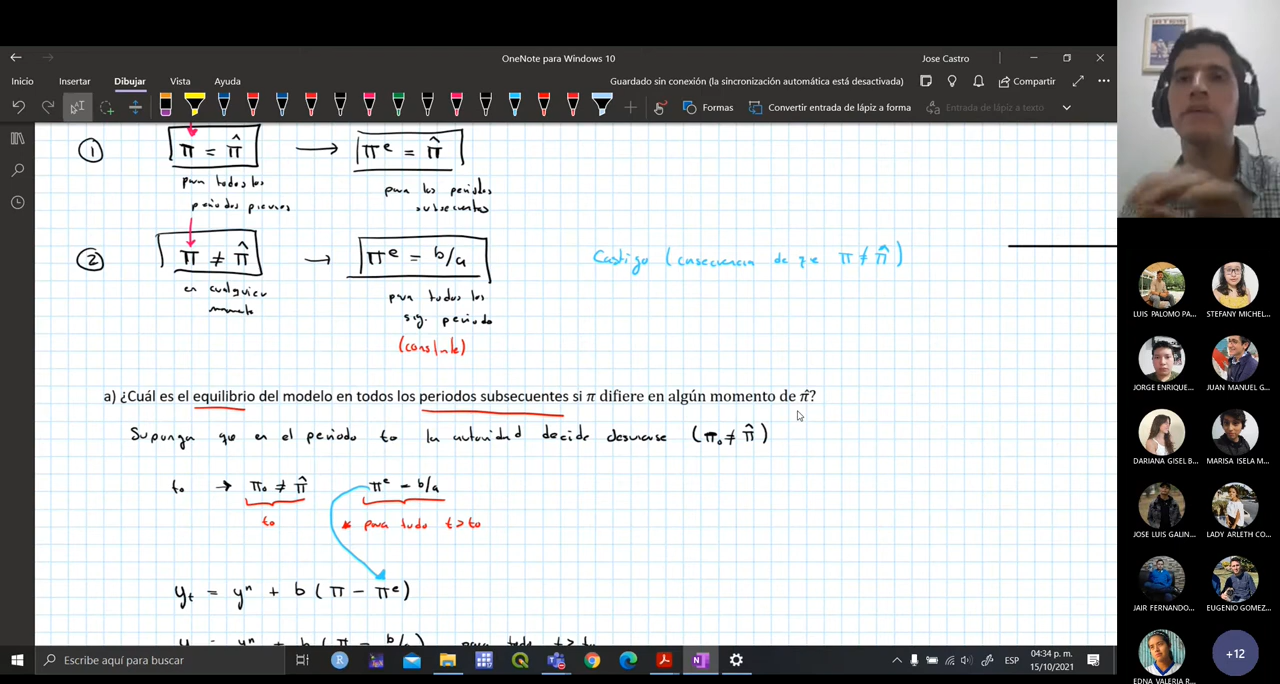 OneNote para Windows 10
Jose Castro
Inicio Insertar Dibujar Vista Ayuda
Guardado sin conexión (la sincronización automática está desactivada)
Compartir
Formas
Convertir entrada de lápiz a forma
Entrada de lápiz a texto
① π = π̂ → πᵉ = π̂
para todos los
periodos previos
para los periodos
subsecuentes
② π ≠ π̂ → πᵉ = b/a
en cualquier
momento
para todos los
sig. periodo
(constnte)
Castigo (consecuencia de que π ≠ π̂)
a) ¿Cuál es el equilibrio del modelo en todos los periodos subsecuentes si π difiere en algún momento de π̂?
Suponga que en el periodo to la autoridad decide desviarse (π₀ ≠ π̂)
to → π₀ ≠ π̂ πᵉ = b/a
to
para todo t > to
yₜ = yⁿ + b (π − πᵉ)
LUIS PALOMO PA...
STEFANY MICHEL...
JORGE ENRIQUE...
JUAN MANUEL G...
DARIANA GISEL B...
MARISA ISELA M...
JOSE LUIS GALIN...
LADY ARLETH CO...
JAIR FERNANDO...
EUGENIO GOMEZ...
EDNA VALERIA R...
+12
Escribe aquí para buscar
ESP
04:34 p. m.
15/10/2021